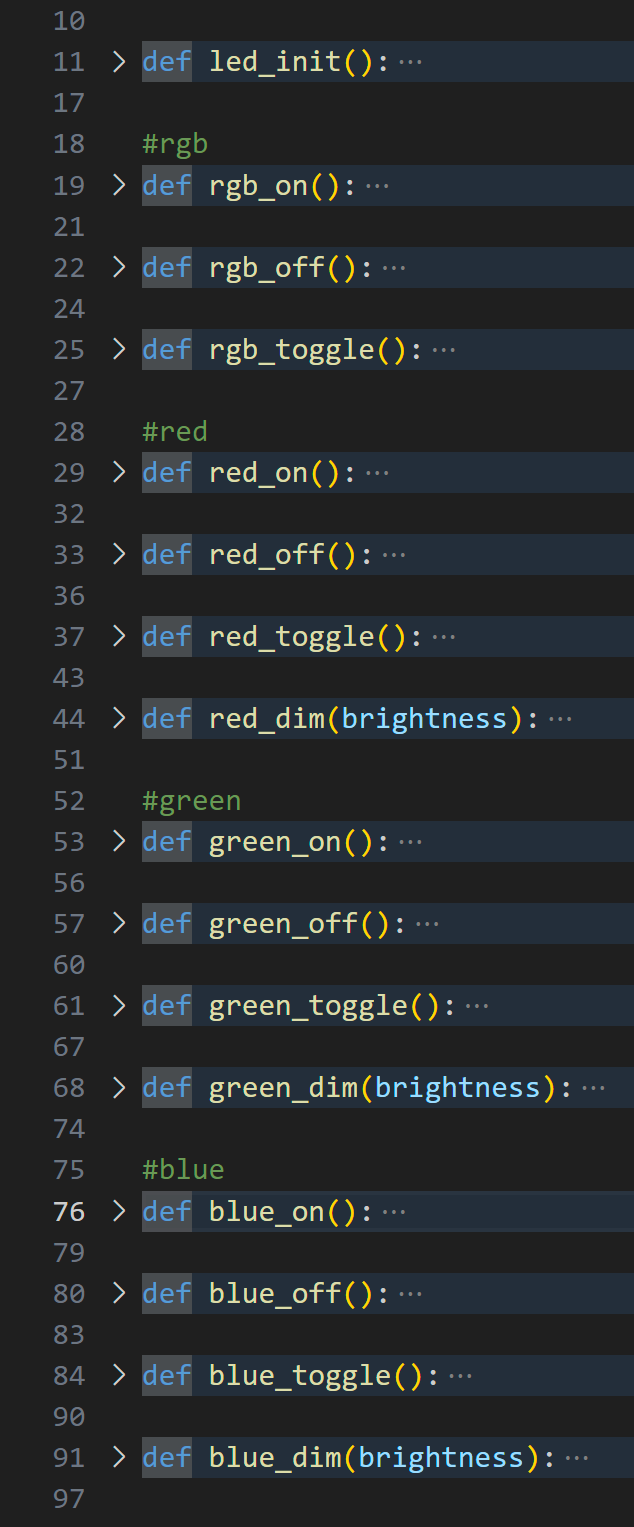 10
11 > def led_init():···
17
18 #rgb
19 > def rgb_on():···
21
22 > def rgb_off():···
24
25 > def rgb_toggle():···
27
28 #red
29 > def red_on():···
32
33 > def red_off():···
36
37 > def red_toggle():···
43
44 > def red_dim(brightness):···
51
52 #green
53 > def green_on():···
56
57 > def green_off():···
60
61 > def green_toggle():···
67
68 > def green_dim(brightness):···
74
75 #blue
76 > def blue_on():···
79
80 > def blue_off():···
83
84 > def blue_toggle():···
90
91 > def blue_dim(brightness):···
97